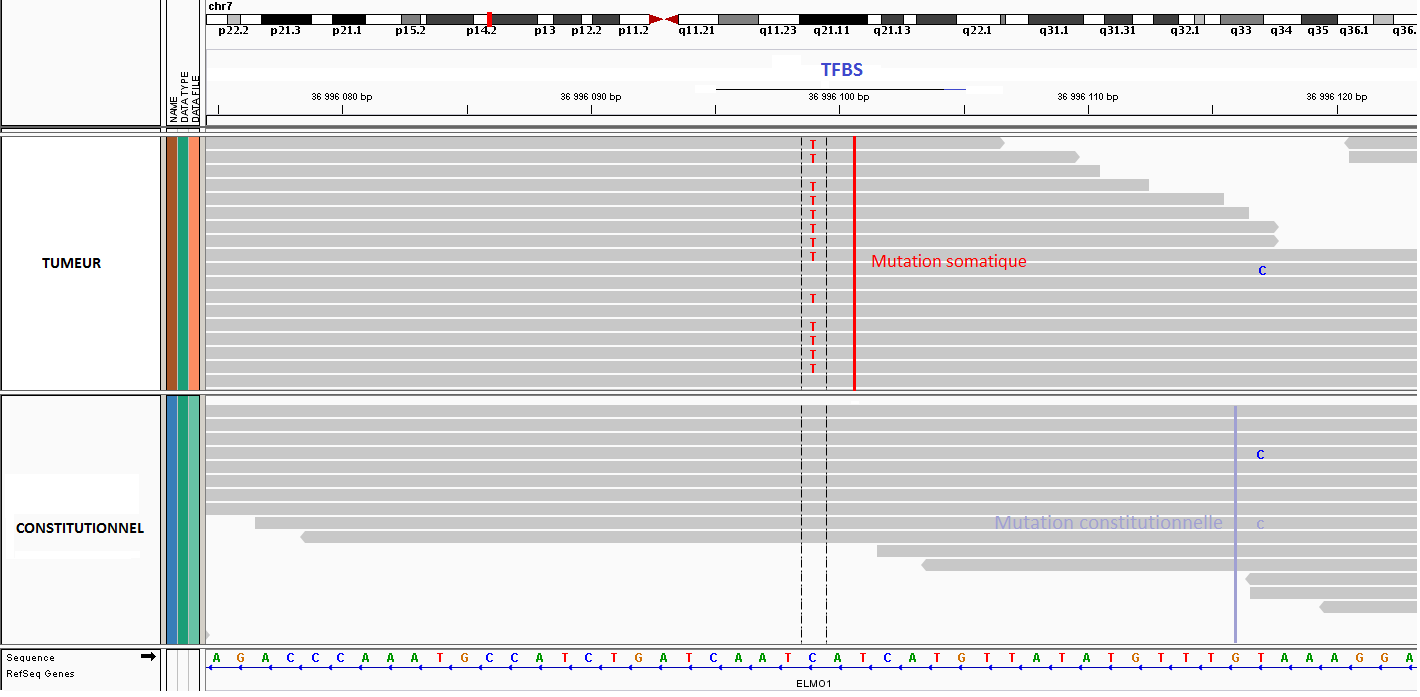 chr7
p22.2 p21.3 p21.1 p15.2 p14.2 p13 p12.2 p11.2 q11.21 q11.23 q21.11 q21.13 q22.1 q31.1 q31.31 q32.1 q33 q34 q35 q36.1 q36.
TFBS
NAME
DATA TYPE
DATA FILE
36 996 080 bp 36 996 090 bp 36 996 100 bp 36 996 110 bp 36 996 120 bp
T
T
T
T
T
T
T
T
TUMEUR
Mutation somatique
C
T
T
T
T
T
C
CONSTITUTIONNEL
Mutation constitutionnelle
C
Sequence
A G A C C C A A A T G C C A T C T G A T C A A T C A T C A T G T T A T A T G T T T G T A A A G G A
RefSeq Genes
ELMO1